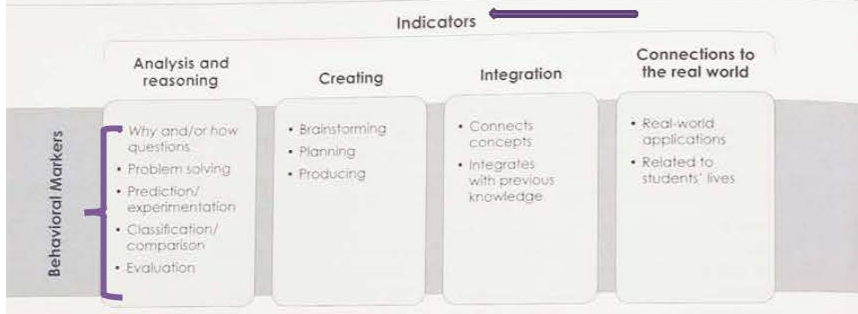 Indicators
Analysis and
reasoning
Creating
Integration
Connections to
the real world
Behavioral Markers
Why and/or how
questions
• Problem solving
• Prediction/
experimentation
• Classification/
comparison
• Evaluation
• Brainstorming
• Planning
• Producing
• Connects
concepts
• Integrates
with previous
knowledge
• Real-world
applications
• Related to
students' lives